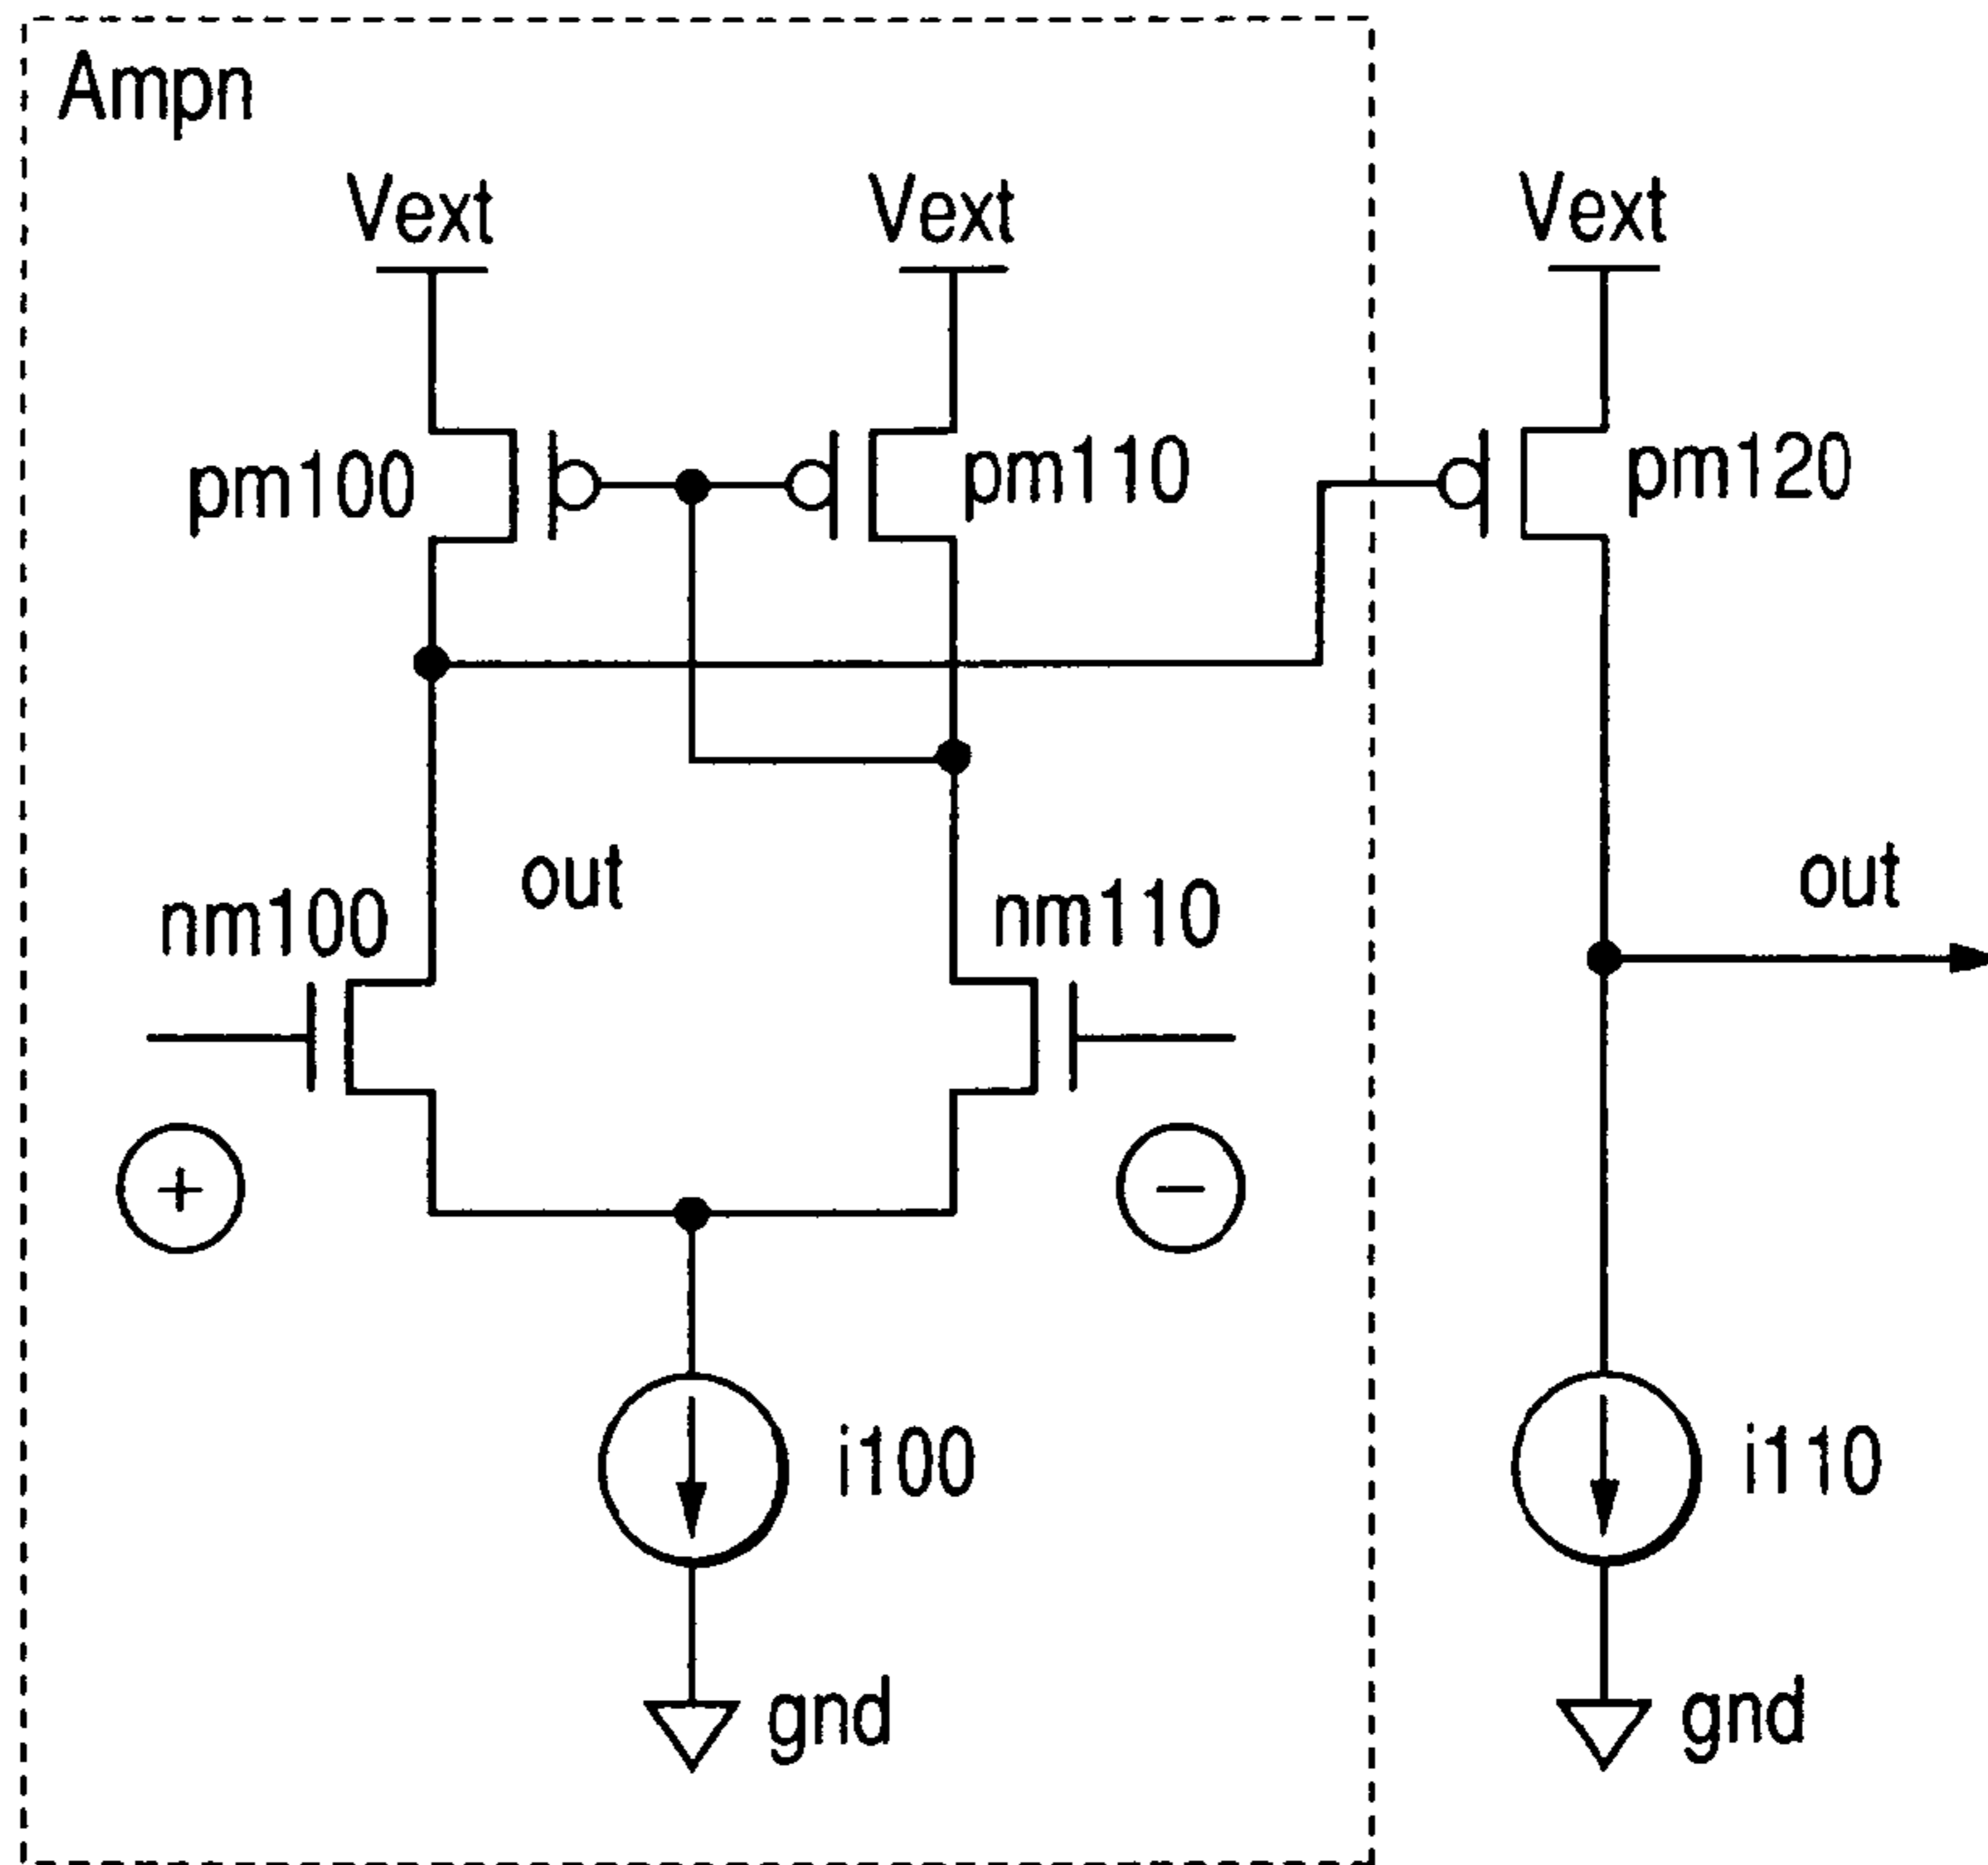 Ampn
Vext Vext Vext
pm100 pm110 pm120
out out
nm100 nm110
+ −
i100 i110
gnd gnd